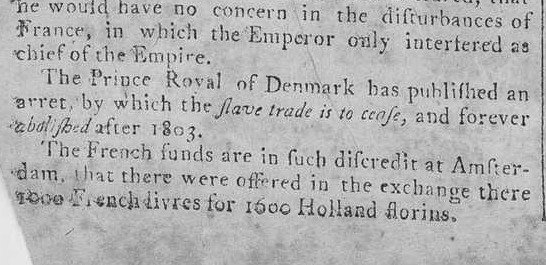 he would have no concern in the disturbances of
France, in which the Emperor only interfered as
chief of the Empire.
The Prince Royal of Denmark has published an
arret, by which the slave trade is to cease, and forever
abolished after 1803.
The French funds are in such discredit at Amster-
dam, that there were offered in the exchange there
French livres for 1600 Holland florins.